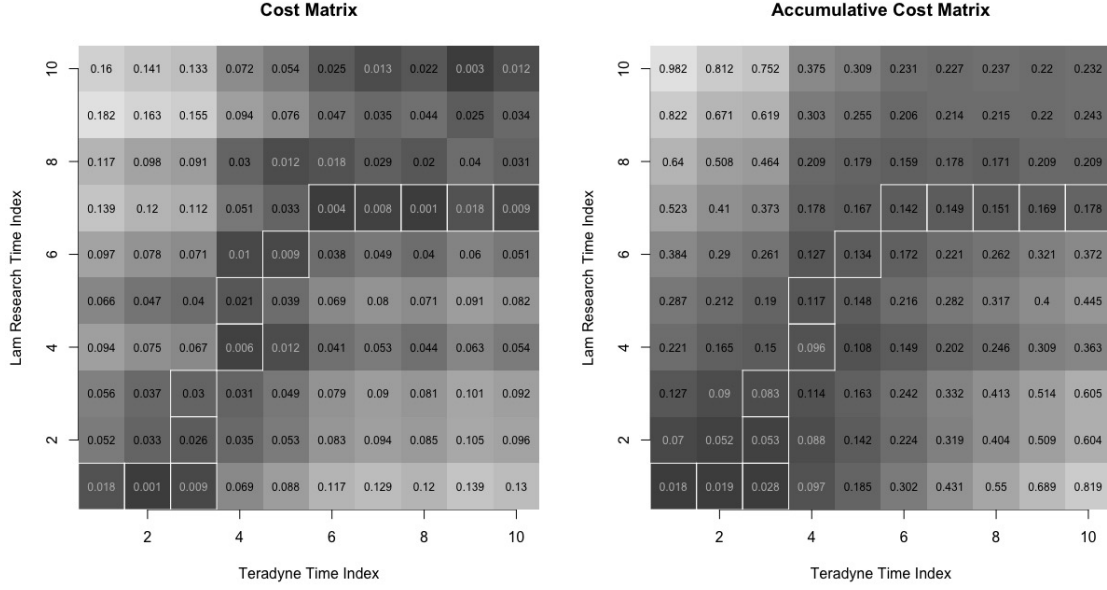 Cost Matrix
Lam Research Time Index
10
8
6
4
2
0.16 0.141 0.133 0.072 0.054 0.025 0.013 0.022 0.003 0.012
0.182 0.163 0.155 0.094 0.076 0.047 0.035 0.044 0.025 0.034
0.117 0.098 0.091 0.03 0.012 0.018 0.029 0.02 0.04 0.031
0.139 0.12 0.112 0.051 0.033 0.004 0.008 0.001 0.018 0.009
0.097 0.078 0.071 0.01 0.009 0.038 0.049 0.04 0.06 0.051
0.066 0.047 0.04 0.021 0.039 0.069 0.08 0.071 0.091 0.082
0.094 0.075 0.067 0.006 0.012 0.041 0.053 0.044 0.063 0.054
0.056 0.037 0.03 0.031 0.049 0.079 0.09 0.081 0.101 0.092
0.052 0.033 0.026 0.035 0.053 0.083 0.094 0.085 0.105 0.096
0.018 0.001 0.009 0.069 0.088 0.117 0.129 0.12 0.139 0.13
2 4 6 8 10
Teradyne Time Index
Accumulative Cost Matrix
Lam Research Time Index
10
8
6
4
2
0.982 0.812 0.752 0.375 0.309 0.231 0.227 0.237 0.22 0.232
0.822 0.671 0.619 0.303 0.255 0.206 0.214 0.215 0.22 0.243
0.64 0.508 0.464 0.209 0.179 0.159 0.178 0.171 0.209 0.209
0.523 0.41 0.373 0.178 0.167 0.142 0.149 0.151 0.169 0.178
0.384 0.29 0.261 0.127 0.134 0.172 0.221 0.262 0.321 0.372
0.287 0.212 0.19 0.117 0.148 0.216 0.282 0.317 0.4 0.445
0.221 0.165 0.15 0.096 0.108 0.149 0.202 0.246 0.309 0.363
0.127 0.09 0.083 0.114 0.163 0.242 0.332 0.413 0.514 0.605
0.07 0.052 0.053 0.088 0.142 0.224 0.319 0.404 0.509 0.604
0.018 0.019 0.028 0.097 0.185 0.302 0.431 0.55 0.689 0.819
2 4 6 8 10
Teradyne Time Index